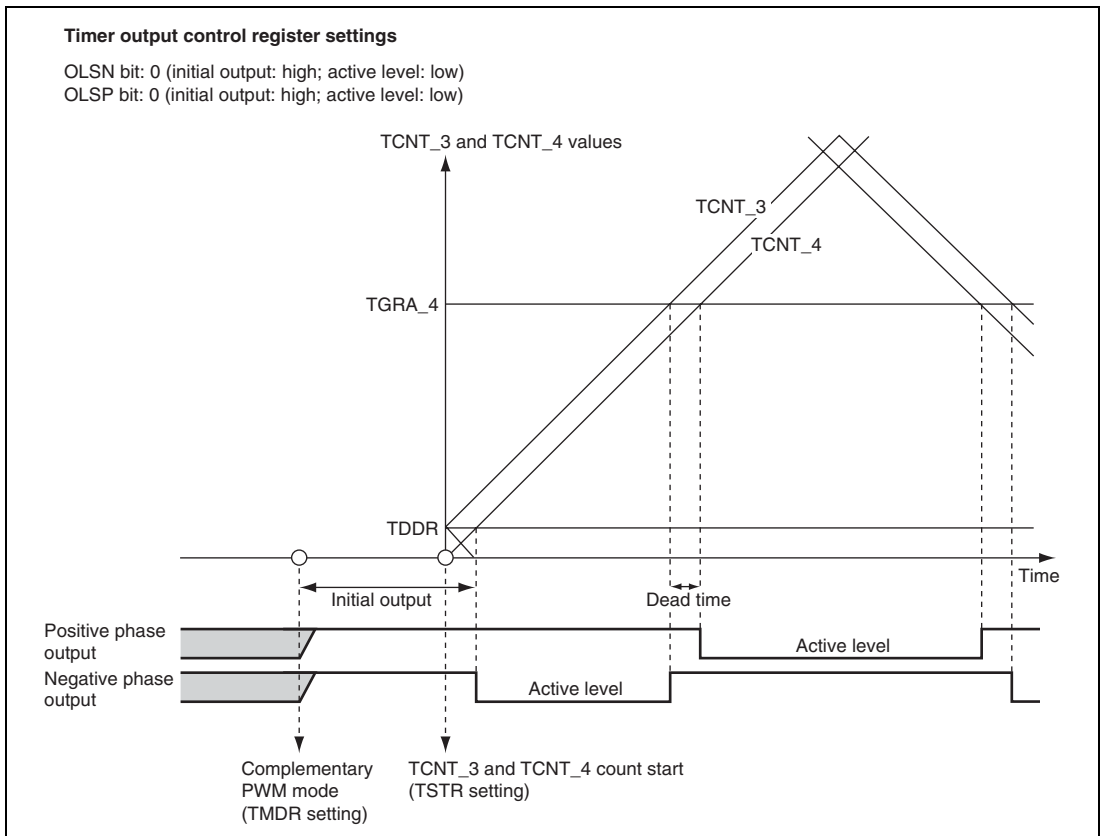 Timer output control register settings
OLSN bit: 0 (initial output: high; active level: low)
OLSP bit: 0 (initial output: high; active level: low)
TCNT_3 and TCNT_4 values
TCNT_3
TCNT_4
TGRA_4
TDDR
Time
Initial output
Dead time
Positive phase
output
Active level
Negative phase
output
Active level
Complementary
PWM mode
(TMDR setting)
TCNT_3 and TCNT_4 count start
(TSTR setting)